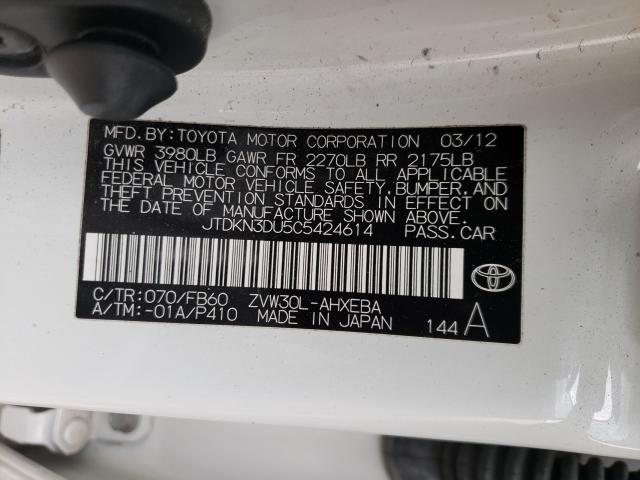 MFD. BY: TOYOTA MOTOR CORPORATION 03/12
GVWR 3980LB GAWR FR 2270LB RR 2175LB
THIS VEHICLE CONFORMS TO ALL APPLICABLE
FEDERAL MOTOR VEHICLE SAFETY, BUMPER, AND
THEFT PREVENTION STANDARDS IN EFFECT ON
THE DATE OF MANUFACTURE SHOWN ABOVE.
JTDKN3DU5C5424614 PASS. CAR
C/TR: 070/FB60 ZVW30L-AHXEBA
A/TM: -01A/P410 MADE IN JAPAN 144 A